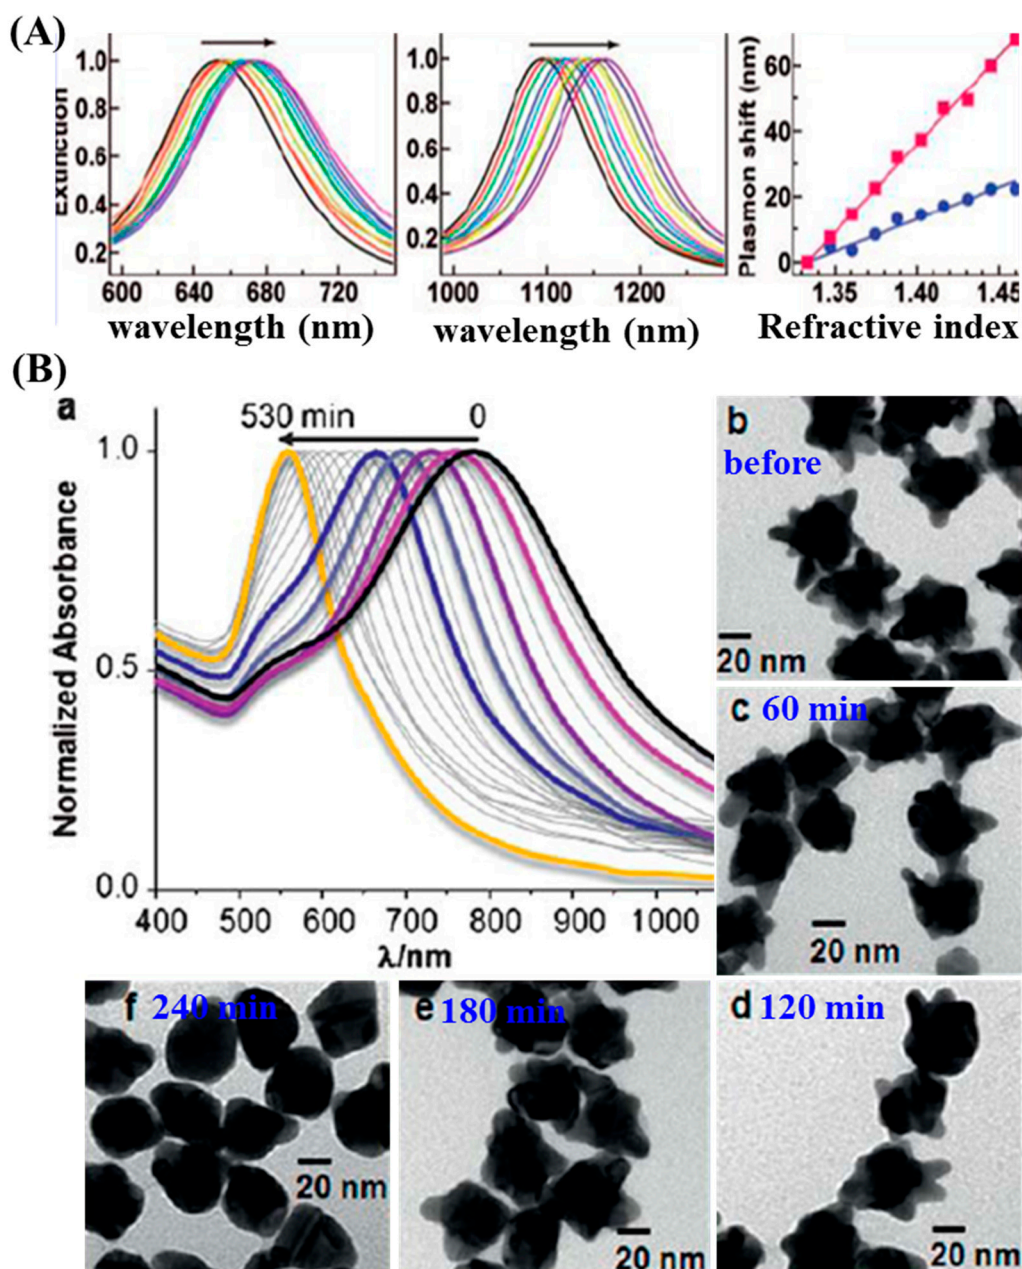 (A)
Extinction
1.0
0.8
0.6
0.4
0.2
600 640 680 720
wavelength (nm)
1.0
0.8
0.6
0.4
0.2
1000 1100 1200
wavelength (nm)
Plasmon shift (nm)
60
40
20
0
1.35 1.40 1.45
Refractive index
(B)
a
530 min 0
Normalized Absorbance
1.0
0.5
0.0
400 500 600 700 800 900 1000
λ/nm
b
before
20 nm
c 60 min
20 nm
f 240 min
20 nm
e 180 min
20 nm
d 120 min
20 nm